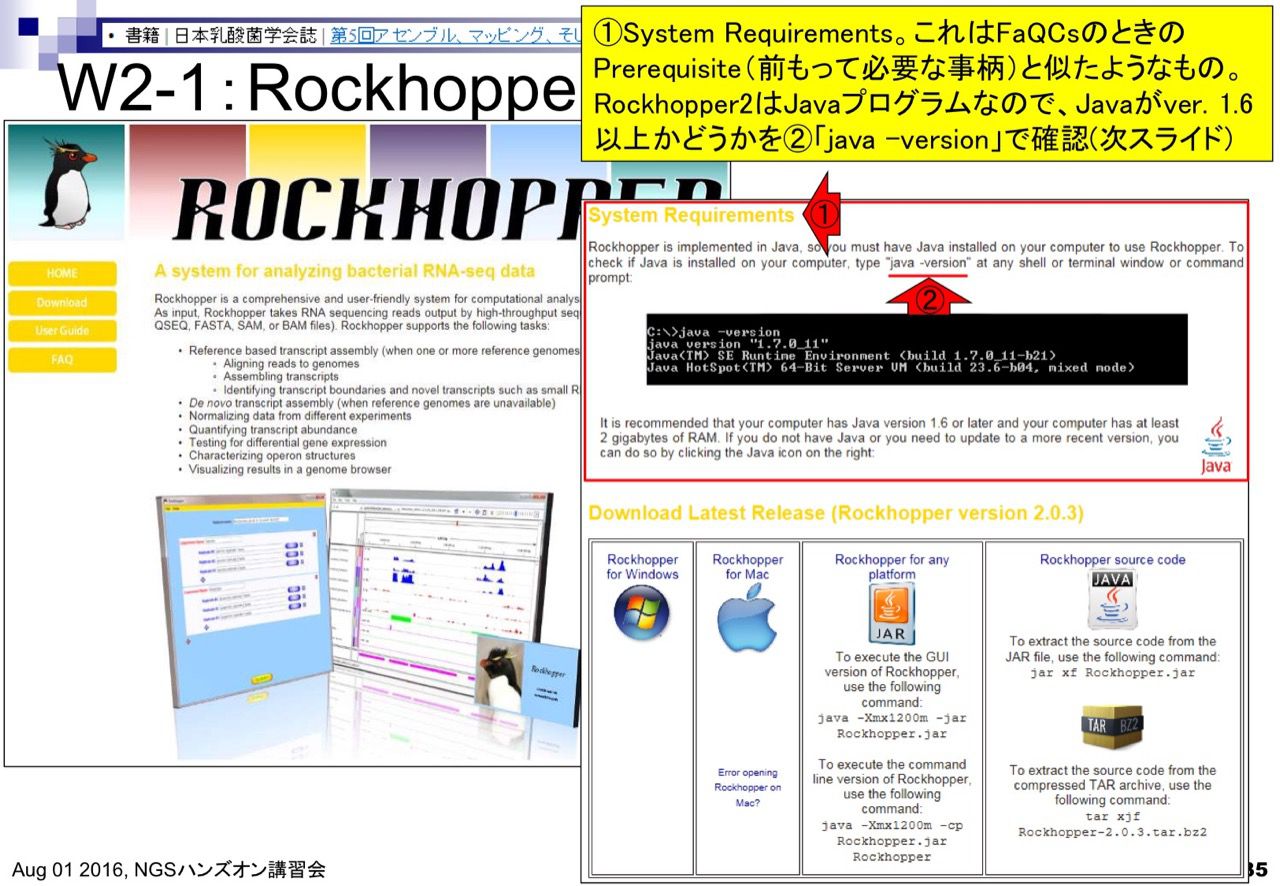 • 書籍 | 日本乳酸菌学会誌 | 第5回アセンブル、マッピング、そし
W2-1：Rockhoppe
①System Requirements。これはFaQCsのときの
Prerequisite（前もって必要な事柄）と似たようなもの。
Rockhopper2はJavaプログラムなので、Javaがver. 1.6
以上かどうかを②「java –version」で確認(次スライド)
ROCKHOPPER
HOME
Download
User Guide
FAQ
A system for analyzing bacterial RNA-seq data
Rockhopper is a comprehensive and user-friendly system for computational analys
As input, Rockhopper takes RNA sequencing reads output by high-throughput seq
QSEQ, FASTA, SAM, or BAM files). Rockhopper supports the following tasks:
• Reference based transcript assembly (when one or more reference genomes
◦ Aligning reads to genomes
◦ Assembling transcripts
◦ Identifying transcript boundaries and novel transcripts such as small R
• De novo transcript assembly (when reference genomes are unavailable)
• Normalizing data from different experiments
• Quantifying transcript abundance
• Testing for differential gene expression
• Characterizing operon structures
• Visualizing results in a genome browser
Rockhopper
System Requirements ①
Rockhopper is implemented in Java, so you must have Java installed on your computer to use Rockhopper. To
check if Java is installed on your computer, type "java -version" at any shell or terminal window or command
prompt:
②
C:\>java -version
java version "1.7.0_11"
Java(TM) SE Runtime Environment (build 1.7.0_11-b21)
Java HotSpot(TM) 64-Bit Server VM (build 23.6-b04, mixed mode)
It is recommended that your computer has Java version 1.6 or later and your computer has at least
2 gigabytes of RAM. If you do not have Java or you need to update to a more recent version, you
can do so by clicking the Java icon on the right:
Java
Download Latest Release (Rockhopper version 2.0.3)
Rockhopper
for Windows
Rockhopper
for Mac
Error opening
Rockhopper on
Mac?
Rockhopper for any
platform
JAR
To execute the GUI
version of Rockhopper,
use the following
command:
java -Xmx1200m -jar
Rockhopper.jar
To execute the command
line version of Rockhopper,
use the following
command:
java -Xmx1200m -cp
Rockhopper.jar
Rockhopper
Rockhopper source code
JAVA
To extract the source code from the
JAR file, use the following command:
jar xf Rockhopper.jar
TAR BZ2
To extract the source code from the
compressed TAR archive, use the
following command:
tar xjf
Rockhopper-2.0.3.tar.bz2
Aug 01 2016, NGSハンズオン講習会
35